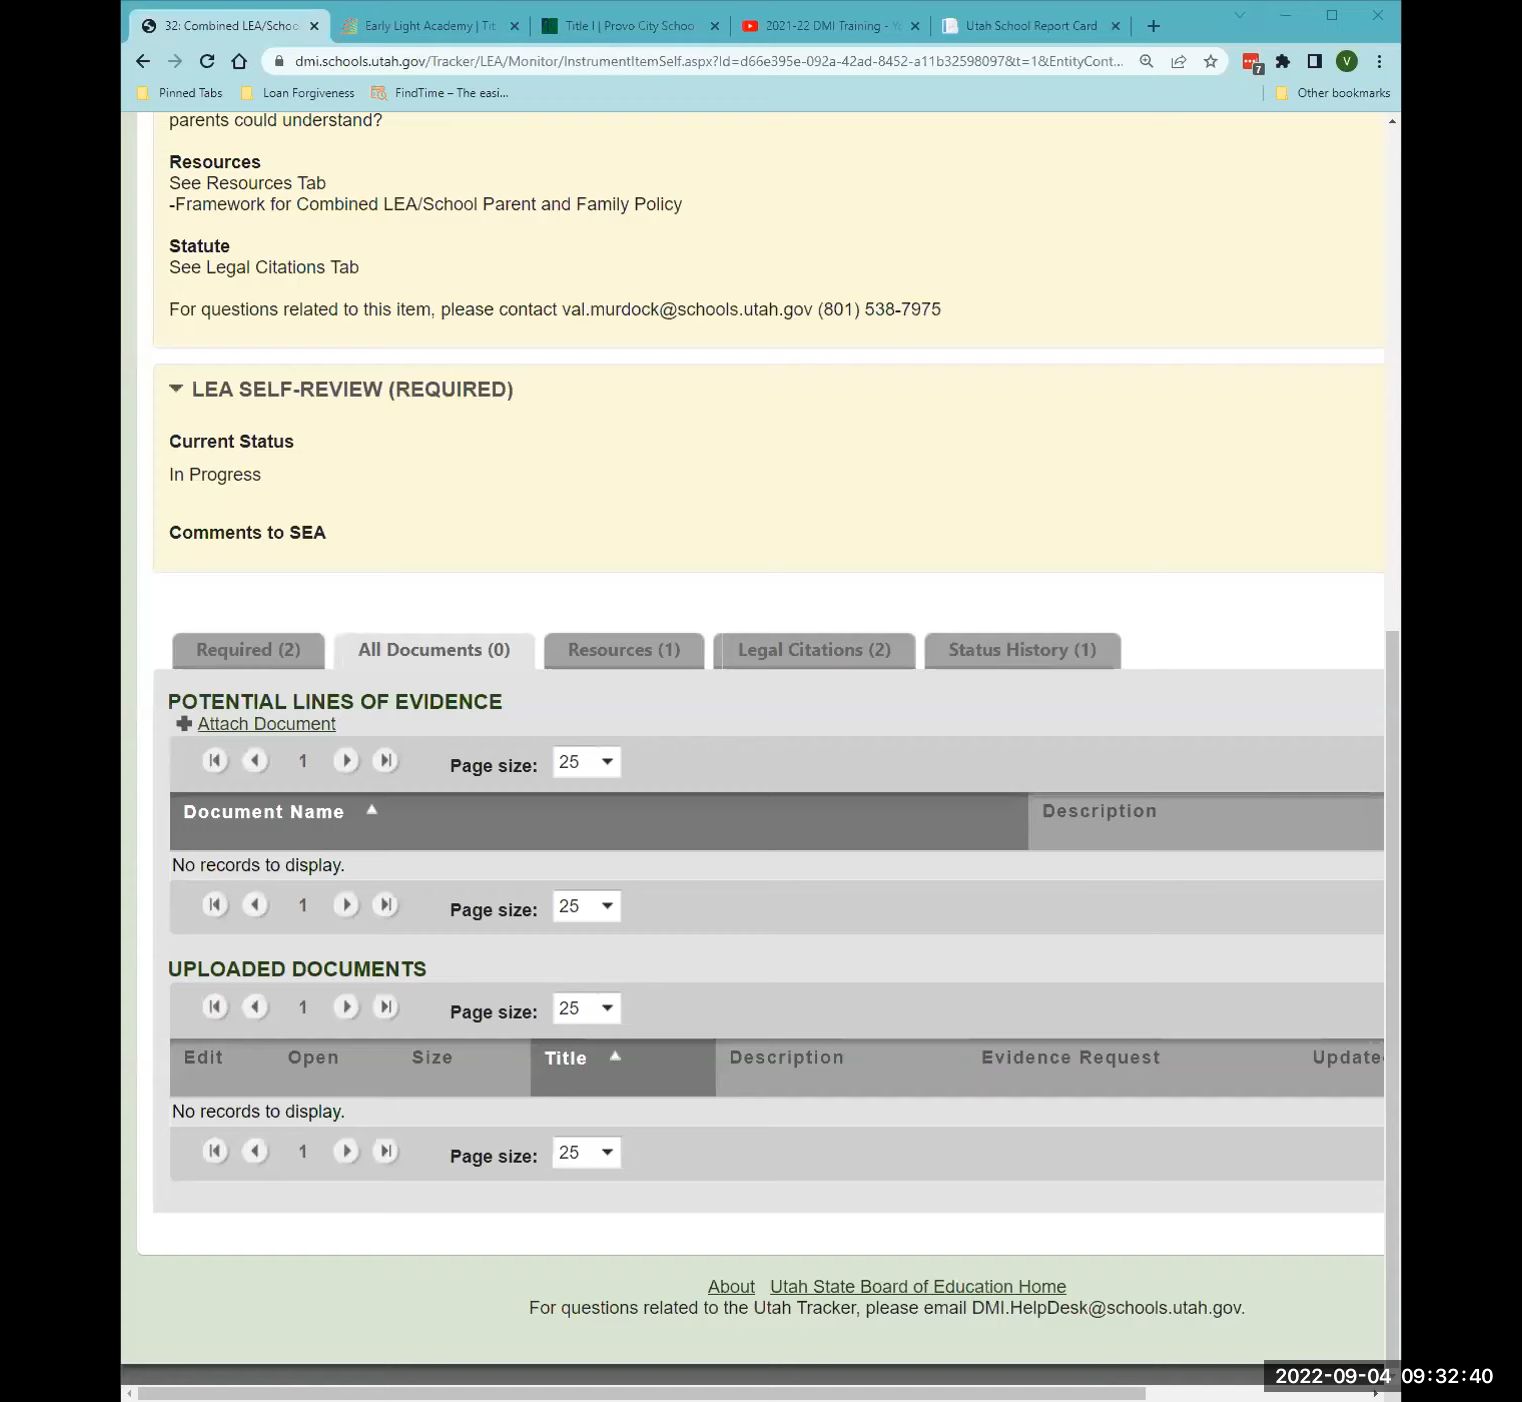 32: Combined LEA/Schoo
Early Light Academy | Tit
Title I | Provo City Schoo
2021-22 DMI Training - Y
Utah School Report Card
dmi.schools.utah.gov/Tracker/LEA/Monitor/InstrumentItemSelf.aspx?Id=d66e395e-092a-42ad-8452-a11b32598097&t=1&EntityCont...
7
V
Pinned Tabs
Loan Forgiveness
FindTime – The easi...
Other bookmarks
parents could understand?
Resources
See Resources Tab
-Framework for Combined LEA/School Parent and Family Policy
Statute
See Legal Citations Tab
For questions related to this item, please contact val.murdock@schools.utah.gov (801) 538-7975
LEA SELF-REVIEW (REQUIRED)
Current Status
In Progress
Comments to SEA
Required (2)
All Documents (0)
Resources (1)
Legal Citations (2)
Status History (1)
POTENTIAL LINES OF EVIDENCE
Attach Document
1 Page size: 25
Document Name Description
No records to display.
1 Page size: 25
UPLOADED DOCUMENTS
1 Page size: 25
Edit Open Size Title Description Evidence Request Update
No records to display.
1 Page size: 25
About Utah State Board of Education Home
For questions related to the Utah Tracker, please email DMI.HelpDesk@schools.utah.gov.
2022-09-04 09:32:40